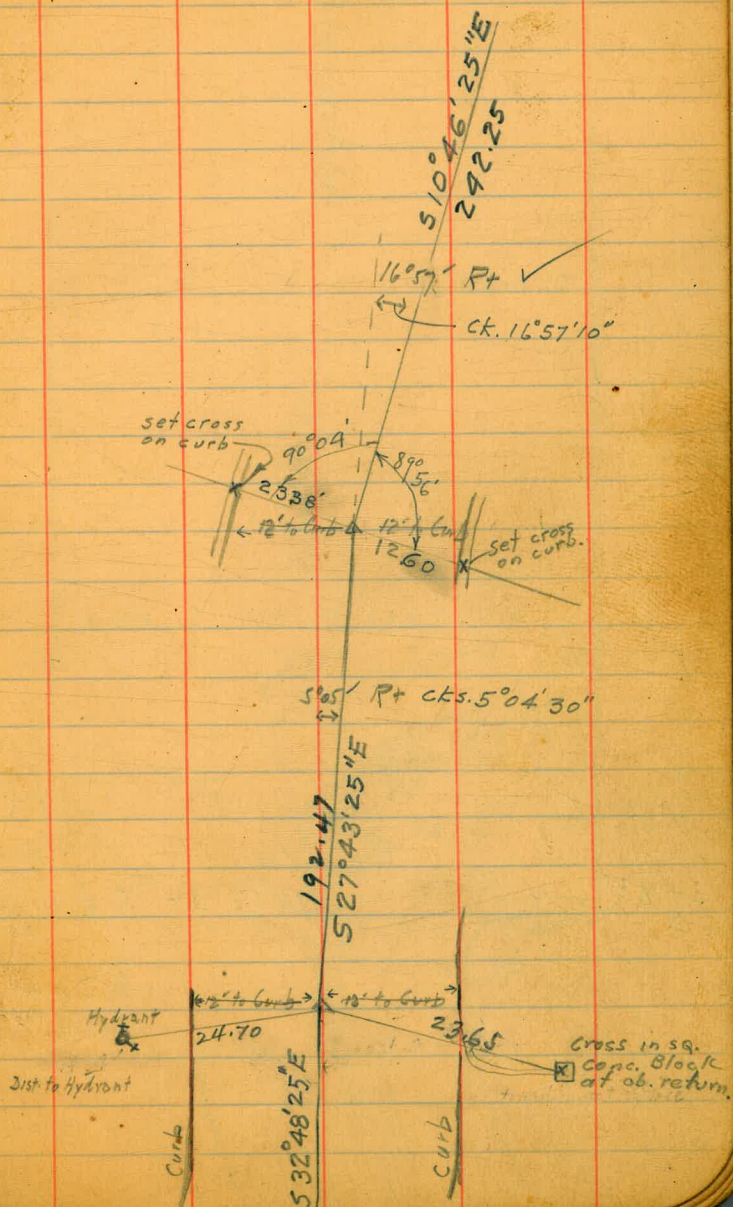 S10°46'25"E
242.25
16°57' Rt
Ck. 16°57'10"
set cross
on curb
90°04'
89°
56'
23.38'
12' to Curb
12' to Curb
12.60
set cross
on curb.
5°05' Rt cks. 5°04'30"
192.47
S27°43'25"E
12' to Curb
12' to Curb
Hydrant
24.70
23.65
Cross in sq.
Conc. Block
at ob. return.
Dist. to Hydrant
S32°48'25"E
Curb
Curb